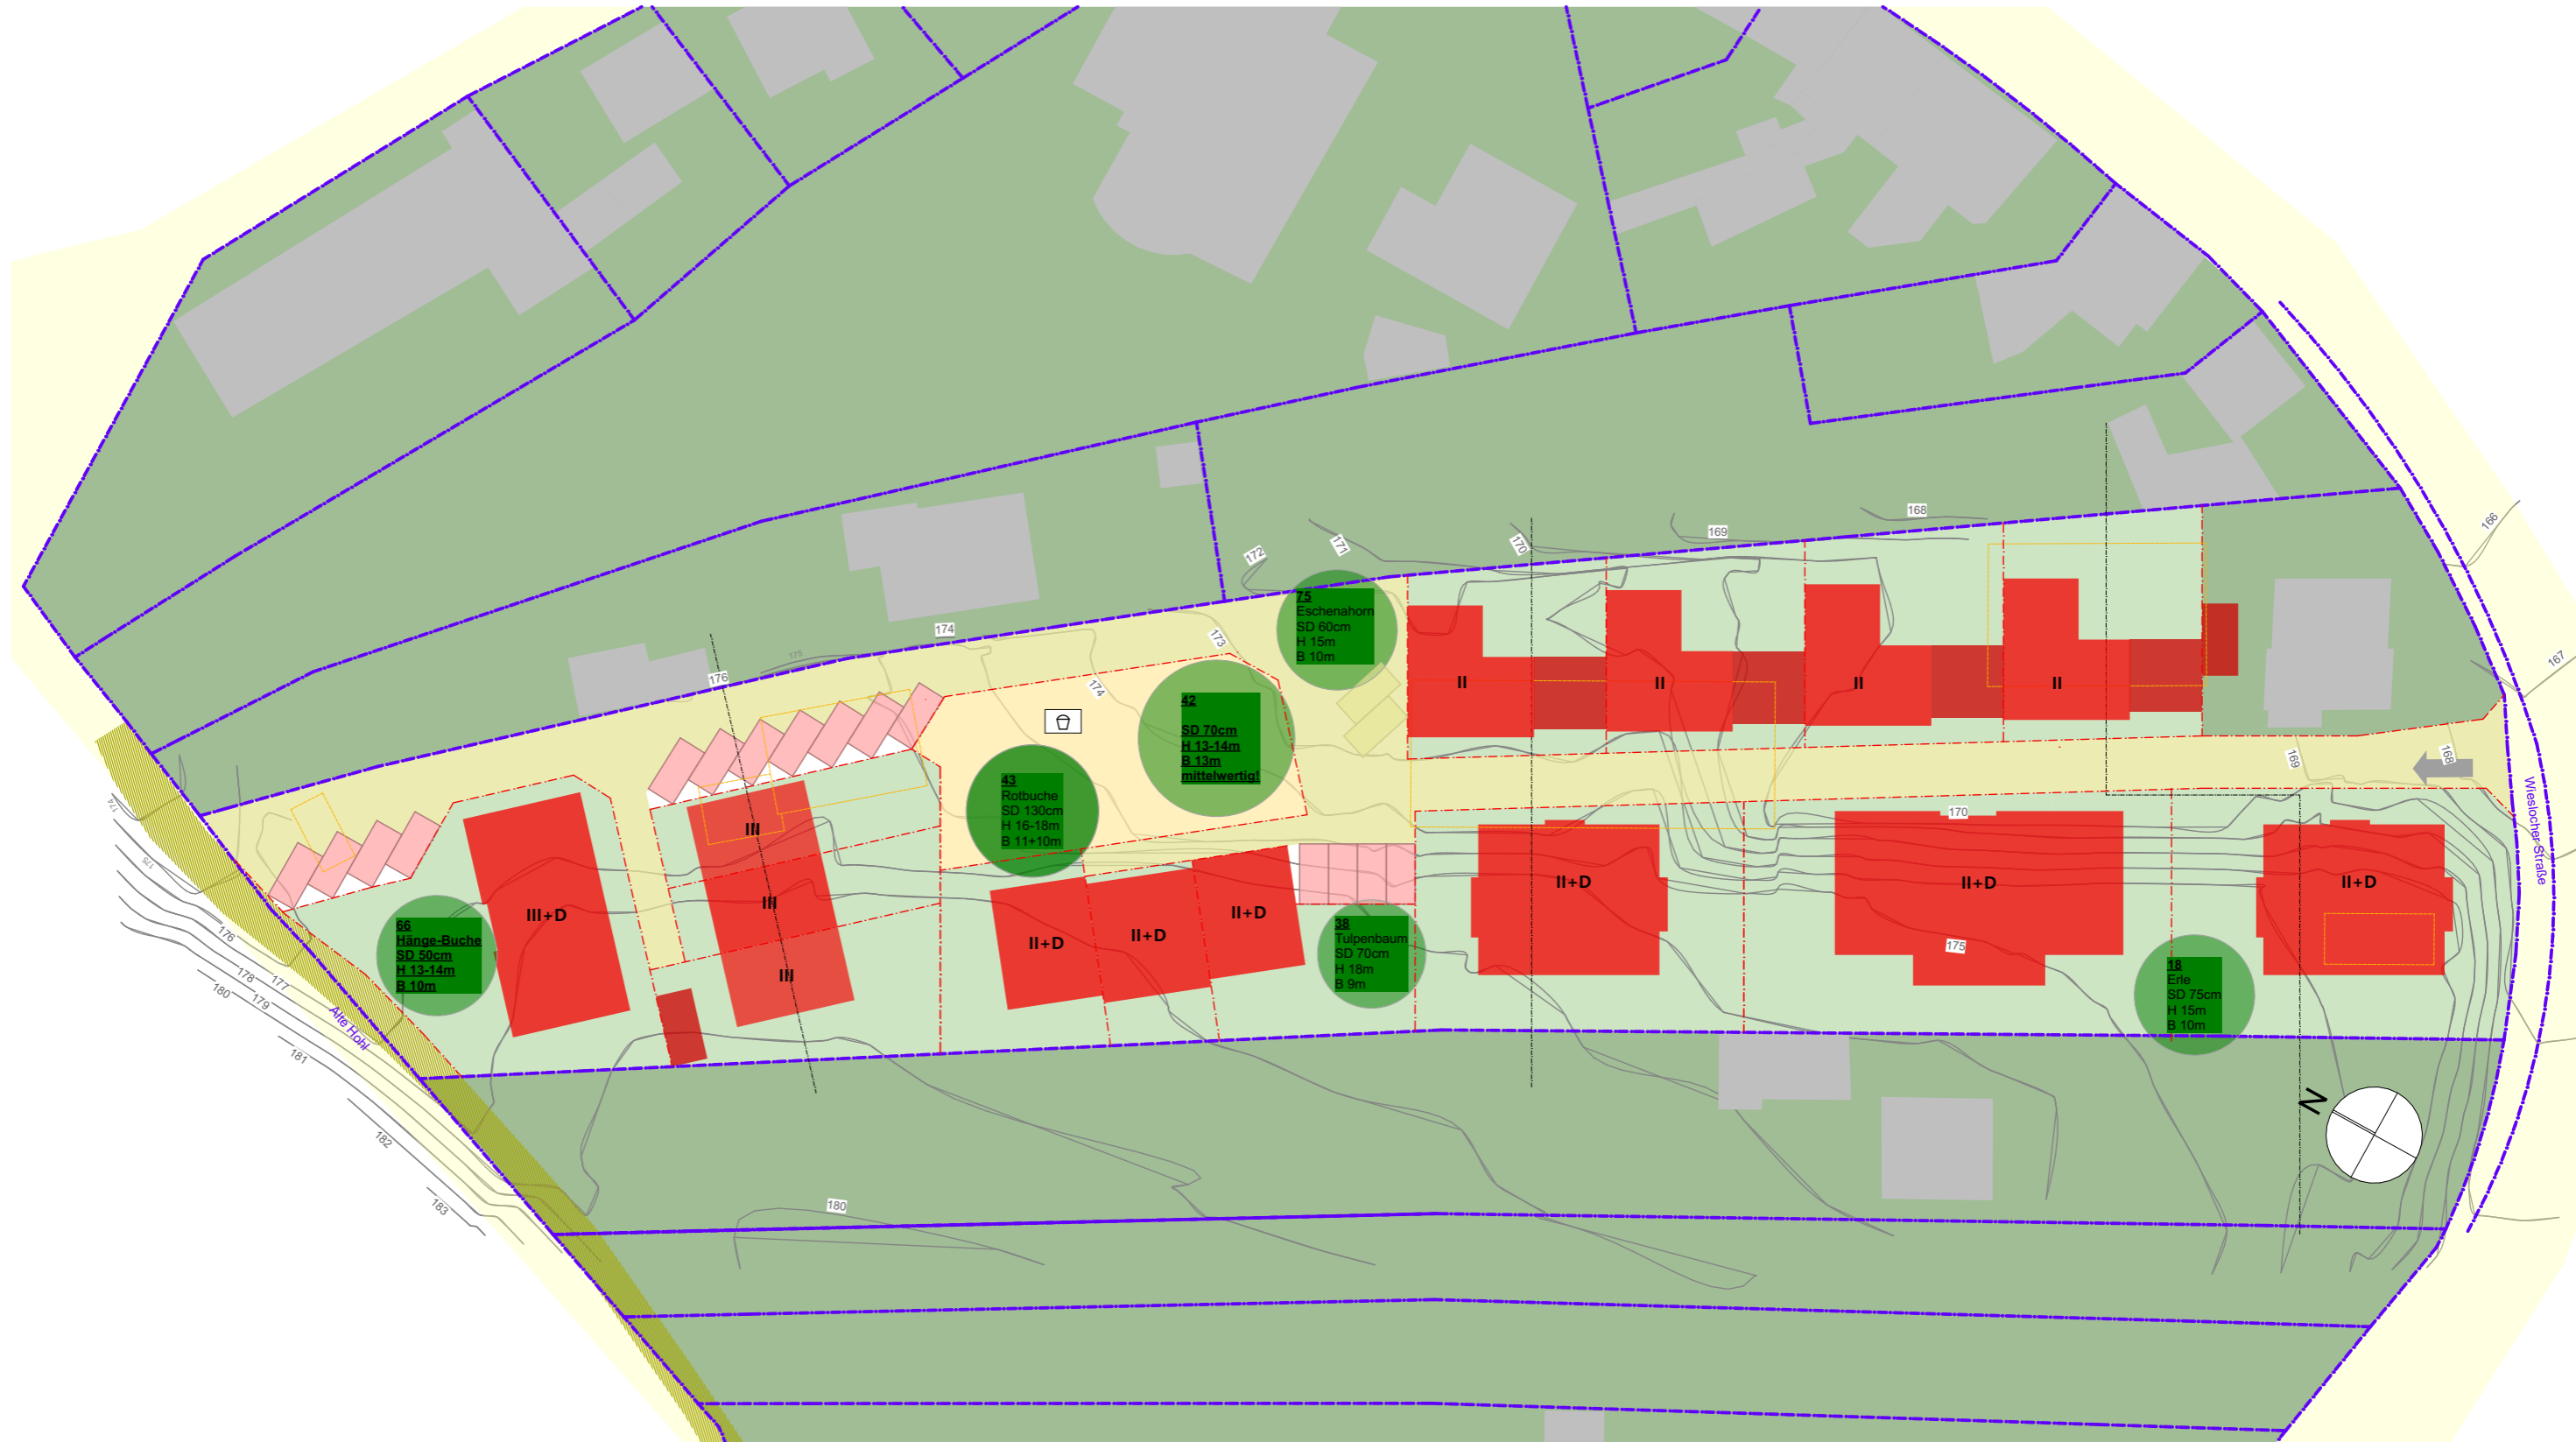 168
166
169
170
171
172
75
Eschenahorn
SD 60cm
H 15m
B 10m
174
173
175
167
176
174
II
II
II
II
42
SD 70cm
H 13-14m
B 13m
mittelwertig!
168
169
43
Rotbuche
SD 130cm
H 16-18m
B 11+10m
174
175
III
170
Wieslocher Straße
II+D
II+D
II+D
III
II+D
III+D
66
Hänge-Buche
SD 50cm
H 13-14m
B 10m
II+D
II+D
38
Tulpenbaum
SD 70cm
H 18m
B 9m
176
175
III
18
Erle
SD 75cm
H 15m
B 10m
178
177
180
179
Alte Hohl
181
N
182
183
180